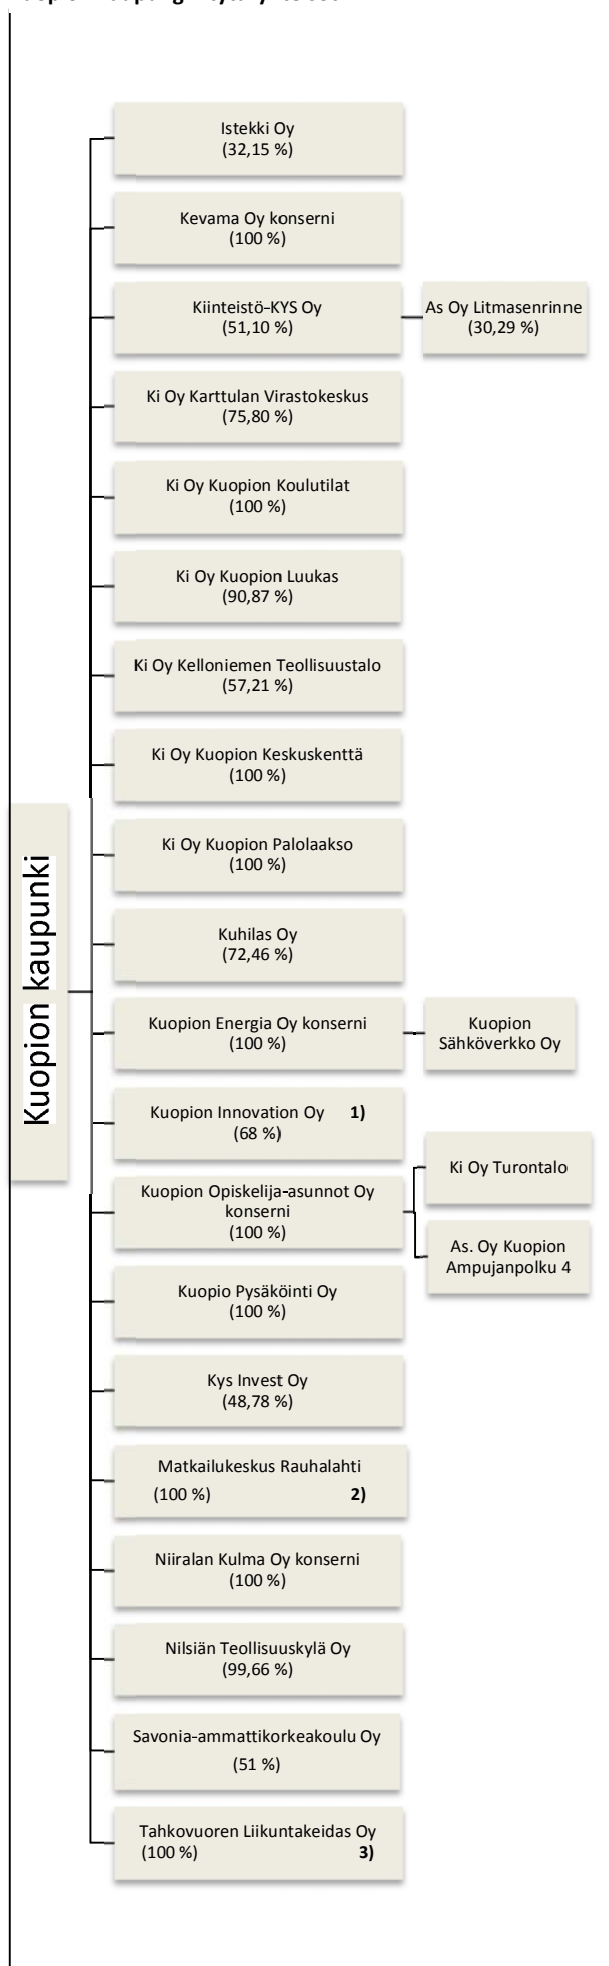 Istekki Oy
(32,15 %)
Kevama Oy konserni
(100 %)
Kiinteistö-KYS Oy
(51,10 %)
As Oy Litmasenrinne
(30,29 %)
Ki Oy Karttulan Virastokeskus
(75,80 %)
Ki Oy Kuopion Koulutilat
(100 %)
Ki Oy Kuopion Luukas
(90,87 %)
Ki Oy Kelloniemen Teollisuustalo
(57,21 %)
Ki Oy Kuopion Keskuskenttä
(100 %)
Kuopion kaupunki
Ki Oy Kuopion Palolaakso
(100 %)
Kuhilas Oy
(72,46 %)
Kuopion Energia Oy konserni
(100 %)
Kuopion
Sähköverkko Oy
Kuopion Innovation Oy 1)
(68 %)
Kuopion Opiskelija-asunnot Oy
konserni
(100 %)
Ki Oy Turontalo
As. Oy Kuopion
Ampujanpolku 4
Kuopio Pysäköinti Oy
(100 %)
Kys Invest Oy
(48,78 %)
Matkailukeskus Rauhalahti
(100 %) 2)
Niiralan Kulma Oy konserni
(100 %)
Nilsiän Teollisuuskylä Oy
(99,66 %)
Savonia-ammattikorkeakoulu Oy
(51 %)
Tahkovuoren Liikuntakeidas Oy
(100 %) 3)